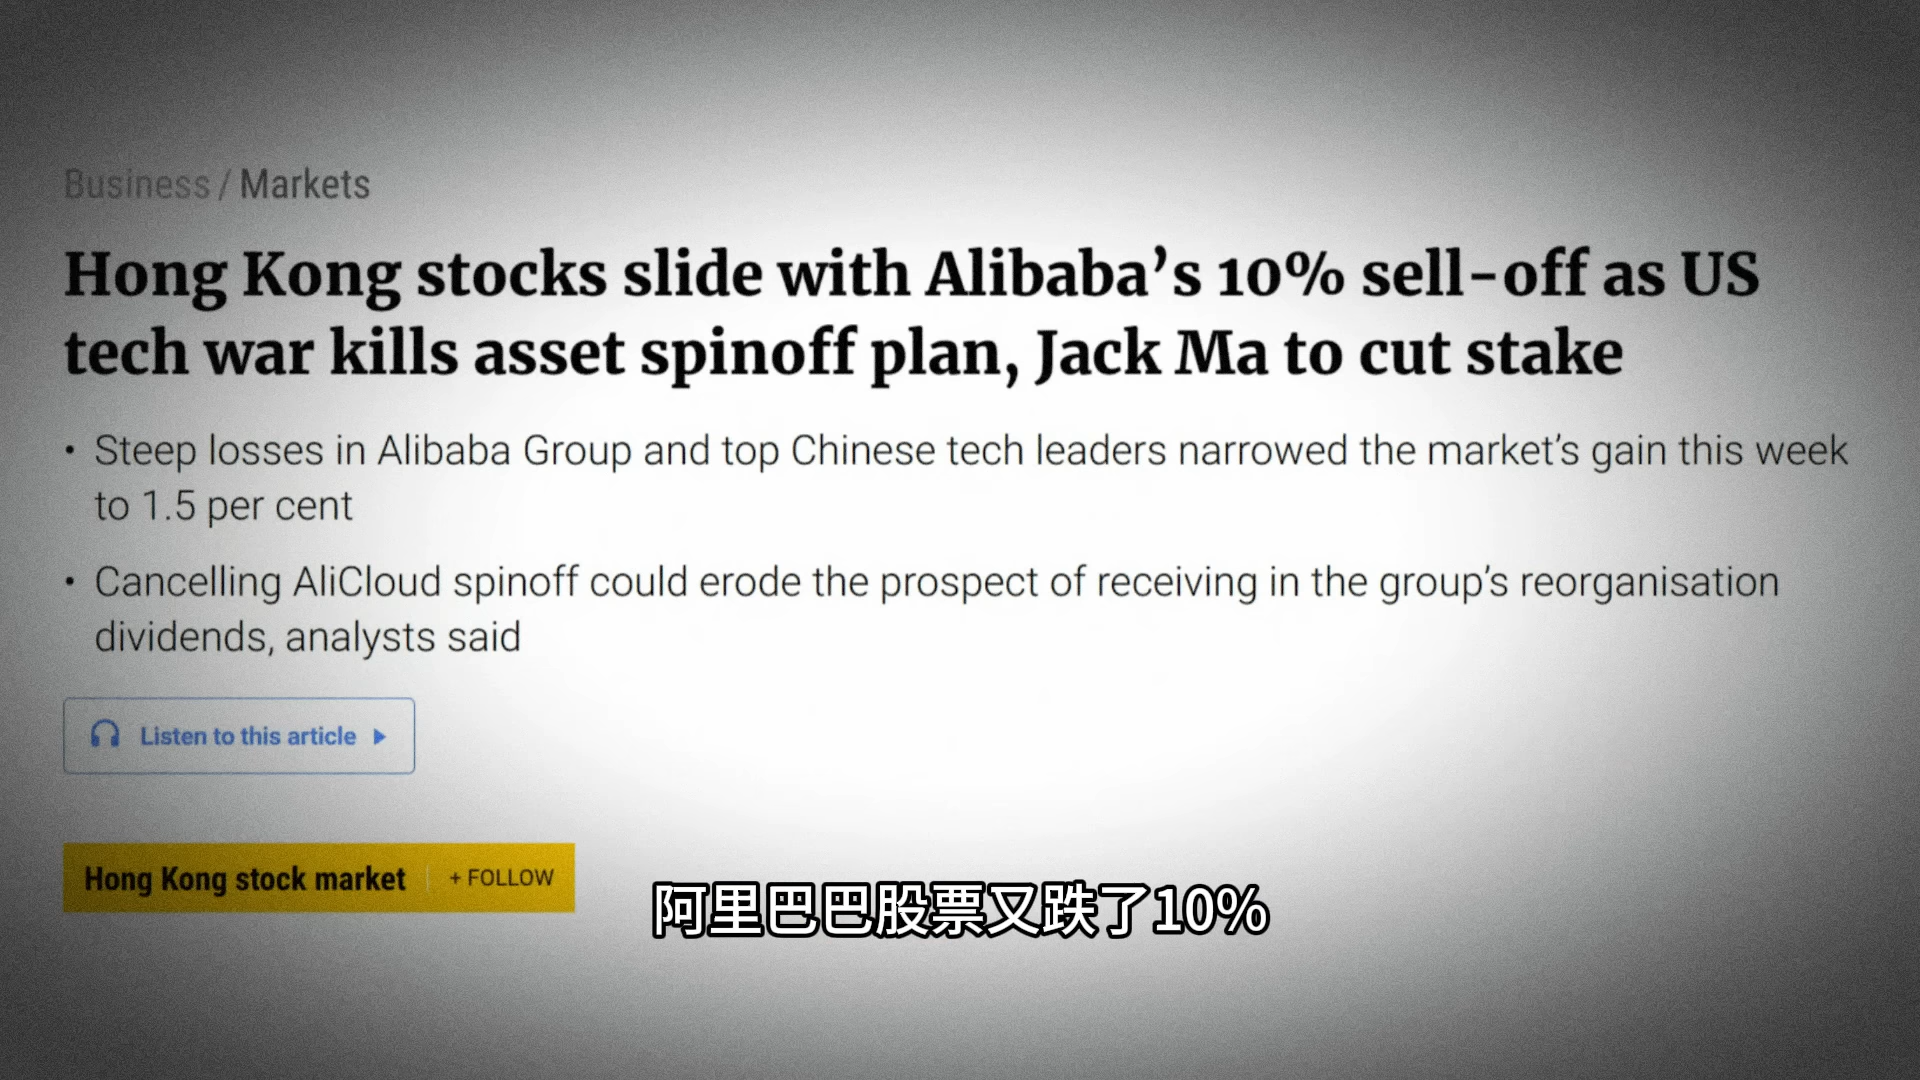 Business / Markets
Hong Kong stocks slide with Alibaba’s 10% sell-off as US
tech war kills asset spinoff plan, Jack Ma to cut stake
• Steep losses in Alibaba Group and top Chinese tech leaders narrowed the market’s gain this week
to 1.5 per cent
• Cancelling AliCloud spinoff could erode the prospect of receiving in the group’s reorganisation
dividends, analysts said
Listen to this article
Hong Kong stock market + FOLLOW
阿里巴巴股票又跌了10%